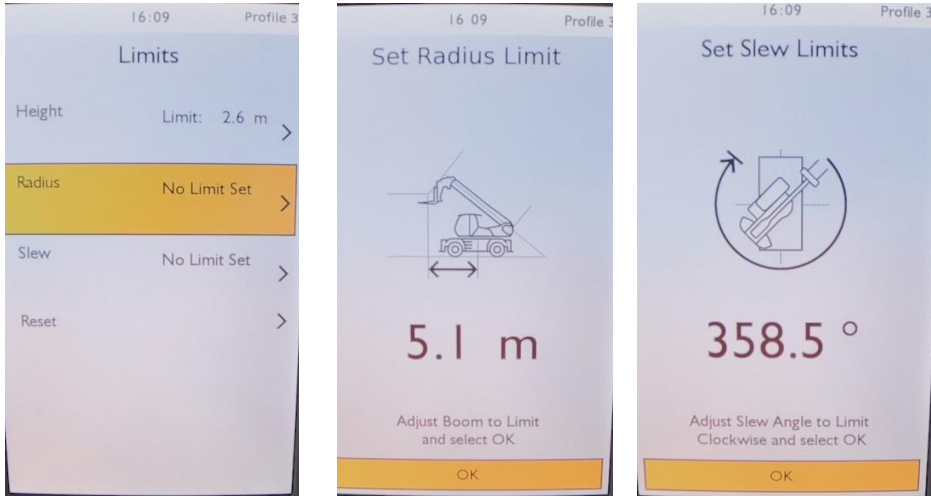 16:09 Profile 3
Limits
Height
Limit: 2.6 m
Radius
No Limit Set
Slew
No Limit Set
Reset
16 09 Profile 3
Set Radius Limit
5.1 m
Adjust Boom to Limit
and select OK
OK
16:09 Profile 3
Set Slew Limits
358.5 °
Adjust Slew Angle to Limit
Clockwise and select OK
OK